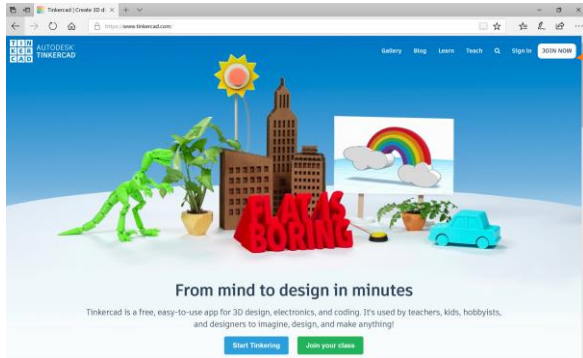 Tinkercad | Create 3D d
https://www.tinkercad.com
TIN
KER
CAD
AUTODESK
TINKERCAD
Gallery Blog Learn Teach Sign in JOIN NOW
FLAT AS
BORING
From mind to design in minutes
Tinkercad is a free, easy-to-use app for 3D design, electronics, and coding. It's used by teachers, kids, hobbyists,
and designers to imagine, design, and make anything!
Start Tinkering Join your class